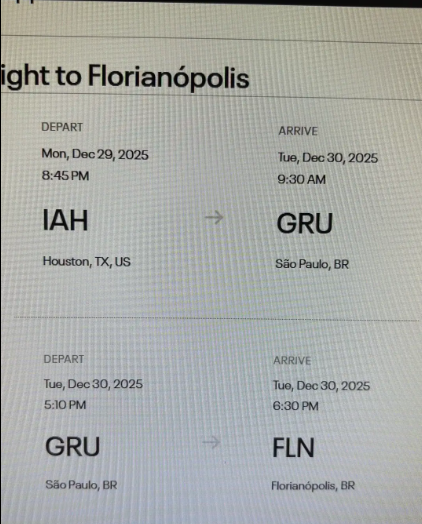 ight to Florianópolis
DEPART
Mon, Dec 29, 2025
8:45 PM
IAH
Houston, TX, US
ARRIVE
Tue, Dec 30, 2025
9:30 AM
GRU
São Paulo, BR
DEPART
Tue, Dec 30, 2025
5:10 PM
GRU
São Paulo, BR
ARRIVE
Tue, Dec 30, 2025
6:30 PM
FLN
Florianópolis, BR